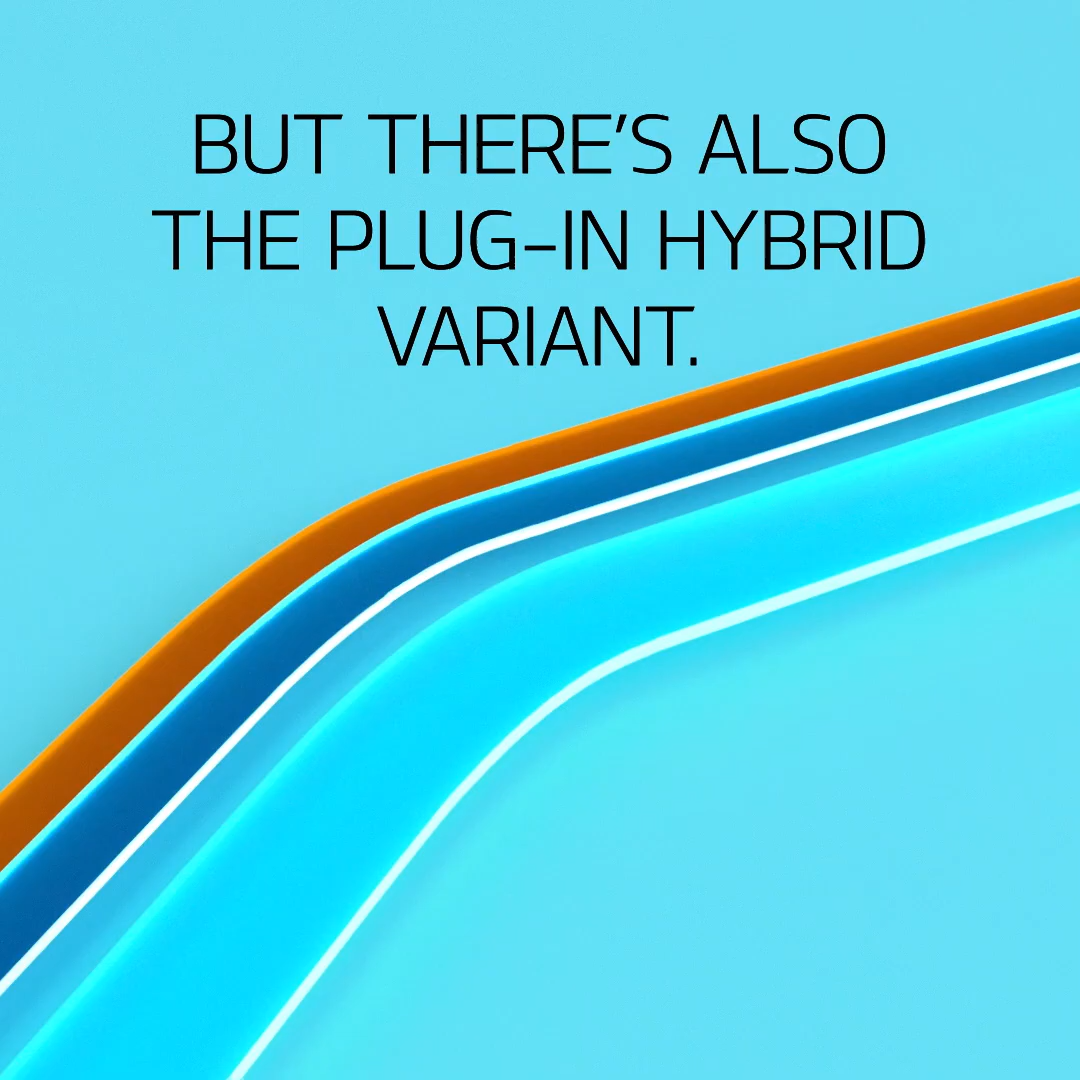 BUT THERE’S ALSO
THE PLUG-IN HYBRID
VARIANT.